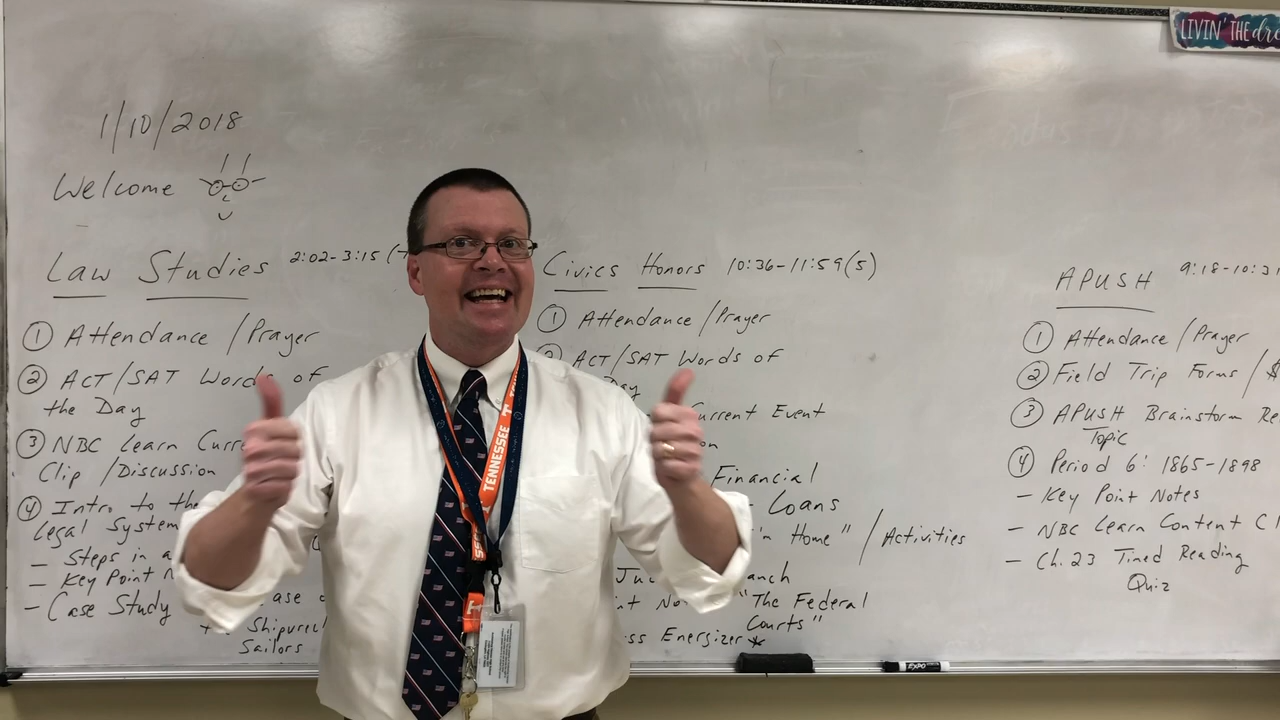 LIVIN' THE
1/10/2018
Welcome
Law Studies 2:02-3:15
① Attendance/Prayer
② ACT/SAT Words of
the Day
③ NBC Learn
Clip/Discussion
④ Intro to the
Legal System
- Steps in a
- Key Point
- Case Study
Shipwrec
Sailors
Civics Honors 10:36-11:59(5)
① Attendance/Prayer
ACT/SAT Words of
Day
Current Event
Financial
Loans
Home" / Activities
"The Federal
Courts"
Energizer*
APUSH 9:18-10:31
① Attendance/Prayer
② Field Trip Forms/$
③ APUSH Brainstorm
Topic
④ Period 6: 1865-1898
- Key Point Notes
- NBC Learn Content
- Ch. 23 Timed Reading
Quiz
TENNESSEE
T
EXPO